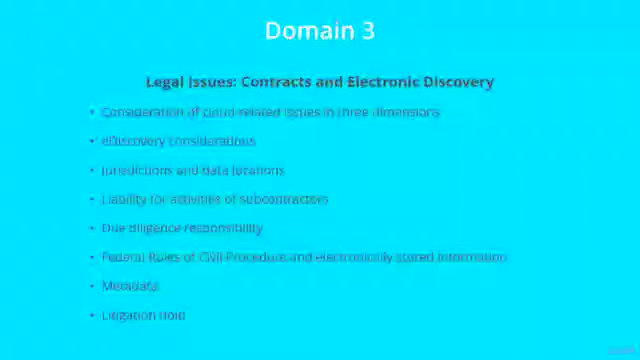 Domain 3
Legal Issues: Contracts and Electronic Discovery
• Consideration of cloud-related issues in three dimensions
• eDiscovery considerations
• Jurisdictions and data locations
• Liability for activities of subcontractors
• Due diligence responsibility
• Federal Rules of Civil Procedure and electronically stored information
• Metadata
• Litigation hold